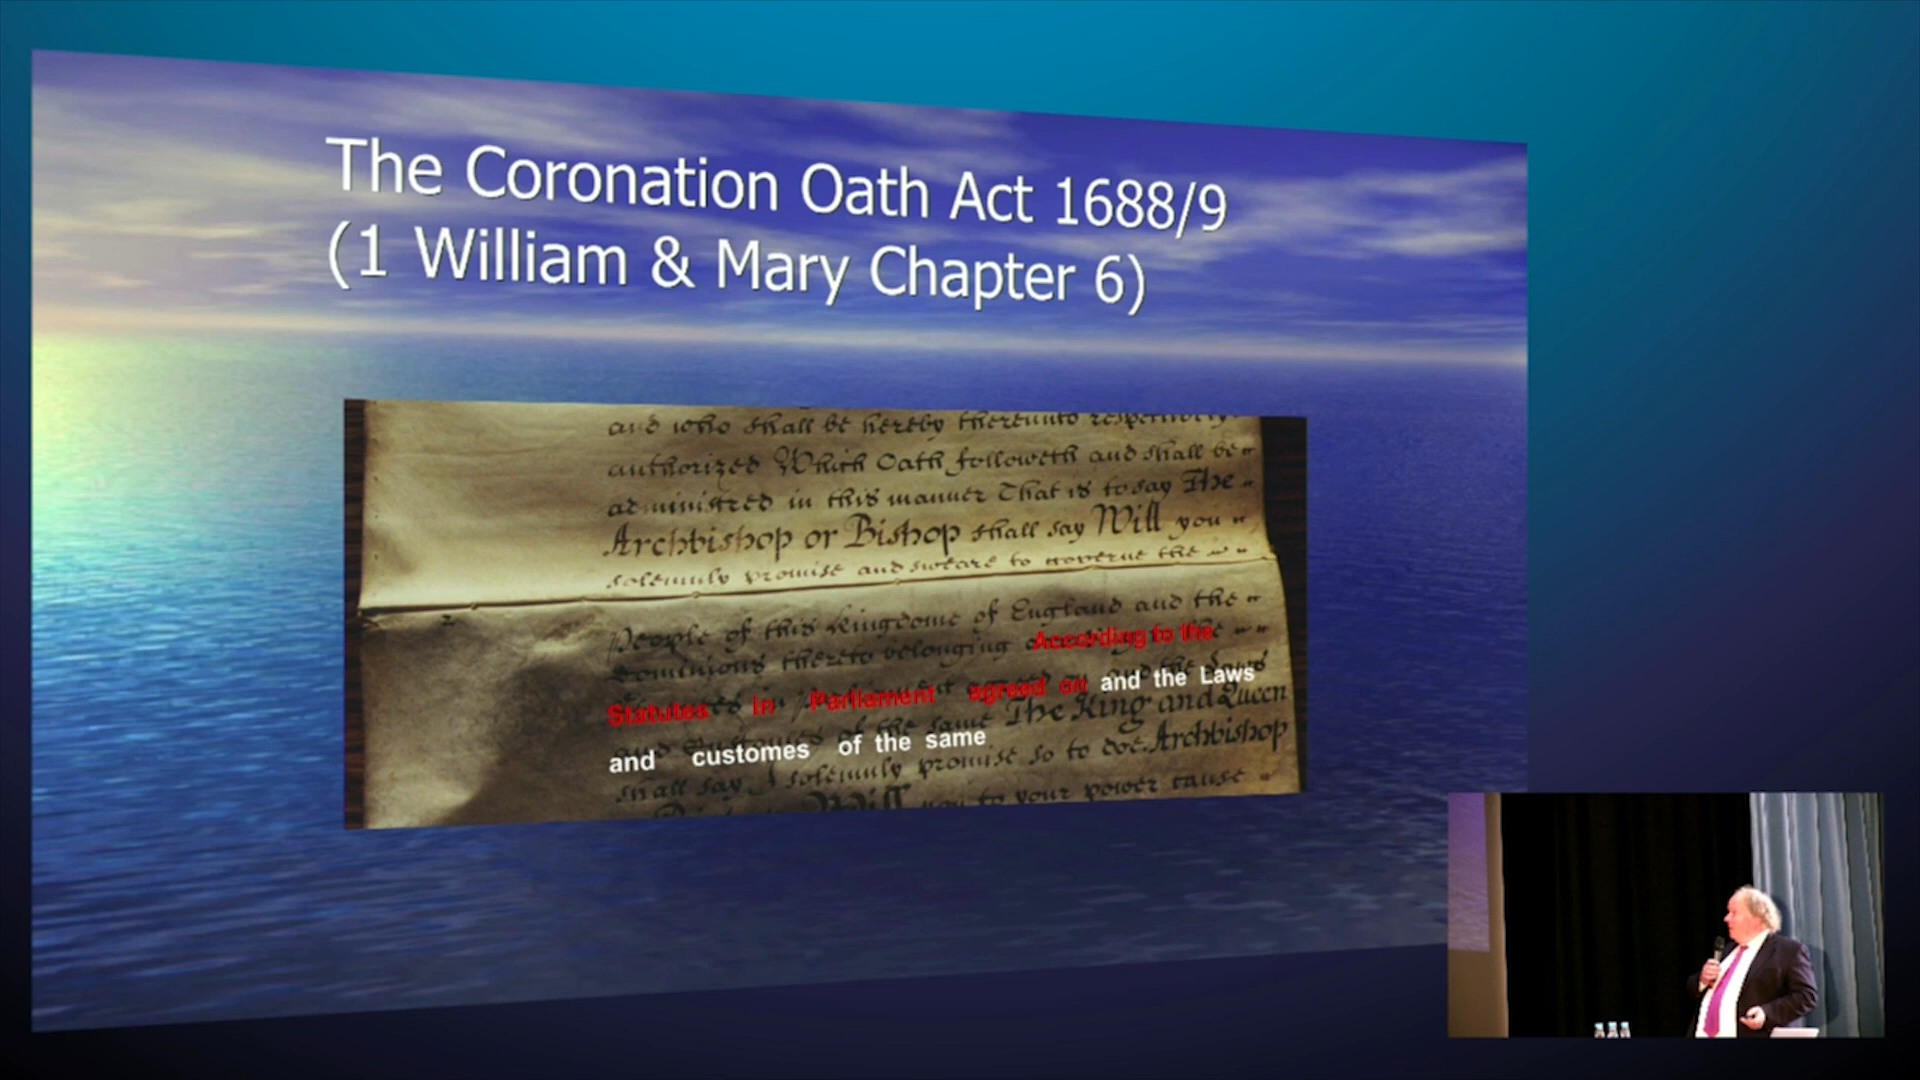 The Coronation Oath Act 1688/9
(1 William & Mary Chapter 6)
and who shall be hereby thereunto respectively
authorized Which Oath followeth and shall be
administred in this manner That is to say The
Archbishop or Bishop shall say Will you
solemnly promise and sweare to governe the
People of this Kingdome of England and the
Dominions thereto belonging According to the
Statutes in Parliament agreed on and the Laws
and customes of the same The King and Queen
shall say I solemnly promise so to doe. Archbishop
Will you to your power cause